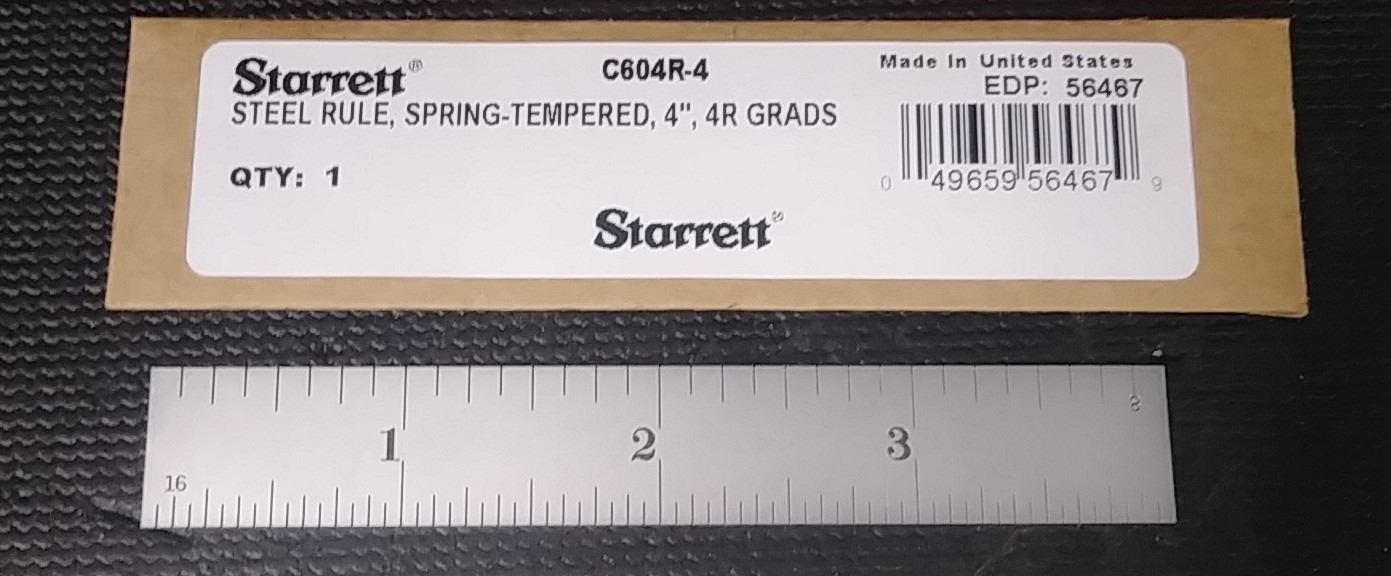 Starrett® C604R-4 Made In United States
EDP: 56467
STEEL RULE, SPRING-TEMPERED, 4", 4R GRADS
QTY: 1
0 49659 56467 9
Starrett®
8
1 2 3
16